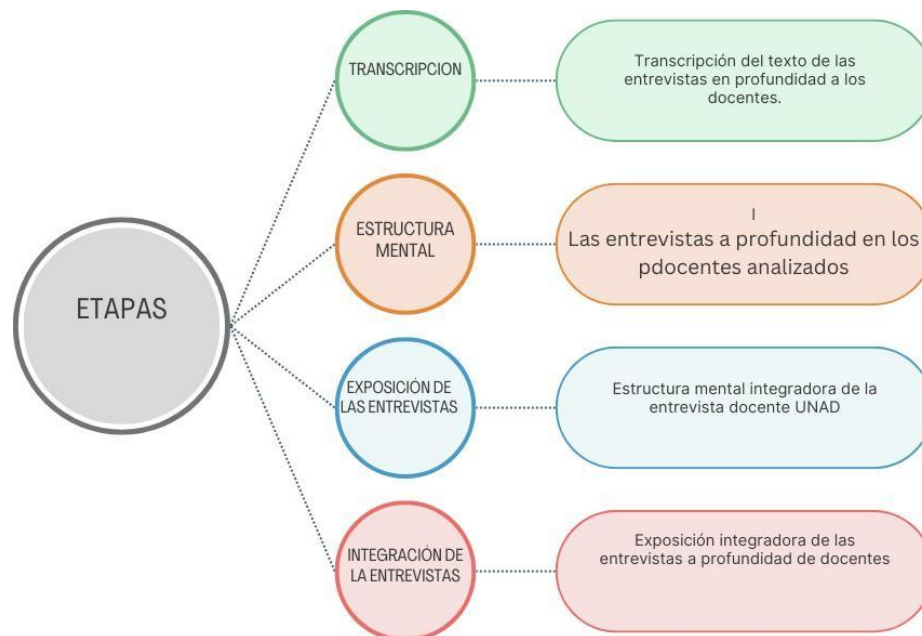 ETAPAS
TRANSCRIPCION
Transcripción del texto de las
entrevistas en profundidad a los
docentes.
ESTRUCTURA
MENTAL
I
Las entrevistas a profundidad en los
pdocentes analizados
EXPOSICIÓN DE
LAS ENTREVISTAS
Estructura mental integradora de la
entrevista docente UNAD
INTEGRACIÓN DE
LA ENTREVISTAS
Exposición integradora de las
entrevistas a profundidad de docentes